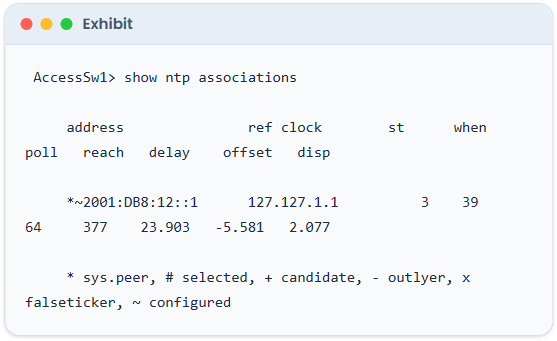 Exhibit
AccessSw1> show ntp associations
address ref clock st when
poll reach delay offset disp
*~2001:DB8:12::1 127.127.1.1 3 39
64 377 23.903 -5.581 2.077
* sys.peer, # selected, + candidate, - outlyer, x
falseticker, ~ configured